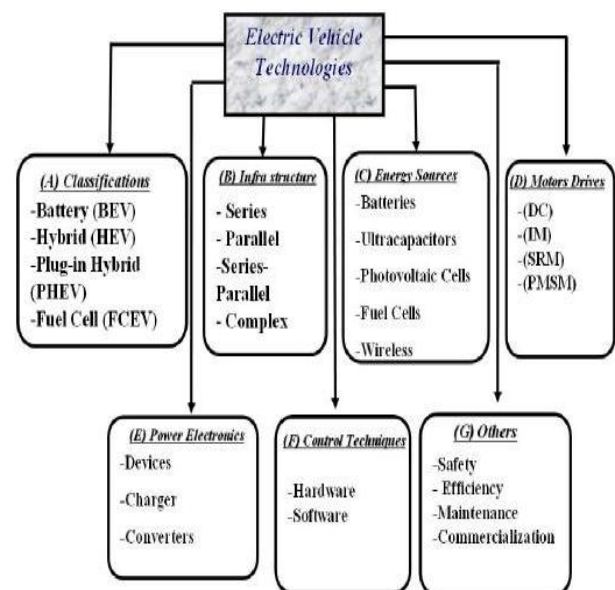 Electric Vehicle
Technologies
(A) Classifications
-Battery (BEV)
-Hybrid (HEV)
-Plug-in Hybrid
(PHEV)
-Fuel Cell (FCEV)
(B) Infra structure
- Series
- Parallel
-Series-
Parallel
- Complex
(C) Energy Sources
-Batteries
-Ultracapacitors
-Photovoltaic Cells
-Fuel Cells
-Wireless
(D) Motors Drives
-(DC)
-(IM)
-(SRM)
-(PMSM)
(E) Power Electronics
-Devices
-Charger
-Converters
(F) Control Techniques
-Hardware
-Software
(G) Others
-Safety
- Efficiency
-Maintenance
-Commercialization